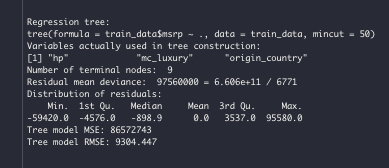 Regression tree:
tree(formula = train_data$msrp ~ ., data = train_data, mincut = 50)
Variables actually used in tree construction:
[1] "hp" "mc_luxury" "origin_country"
Number of terminal nodes: 9
Residual mean deviance: 97560000 = 6.606e+11 / 6771
Distribution of residuals:
Min. 1st Qu. Median Mean 3rd Qu. Max.
-59420.0 -4576.0 -898.9 0.0 3537.0 95580.0
Tree model MSE: 86572743
Tree model RMSE: 9304.447